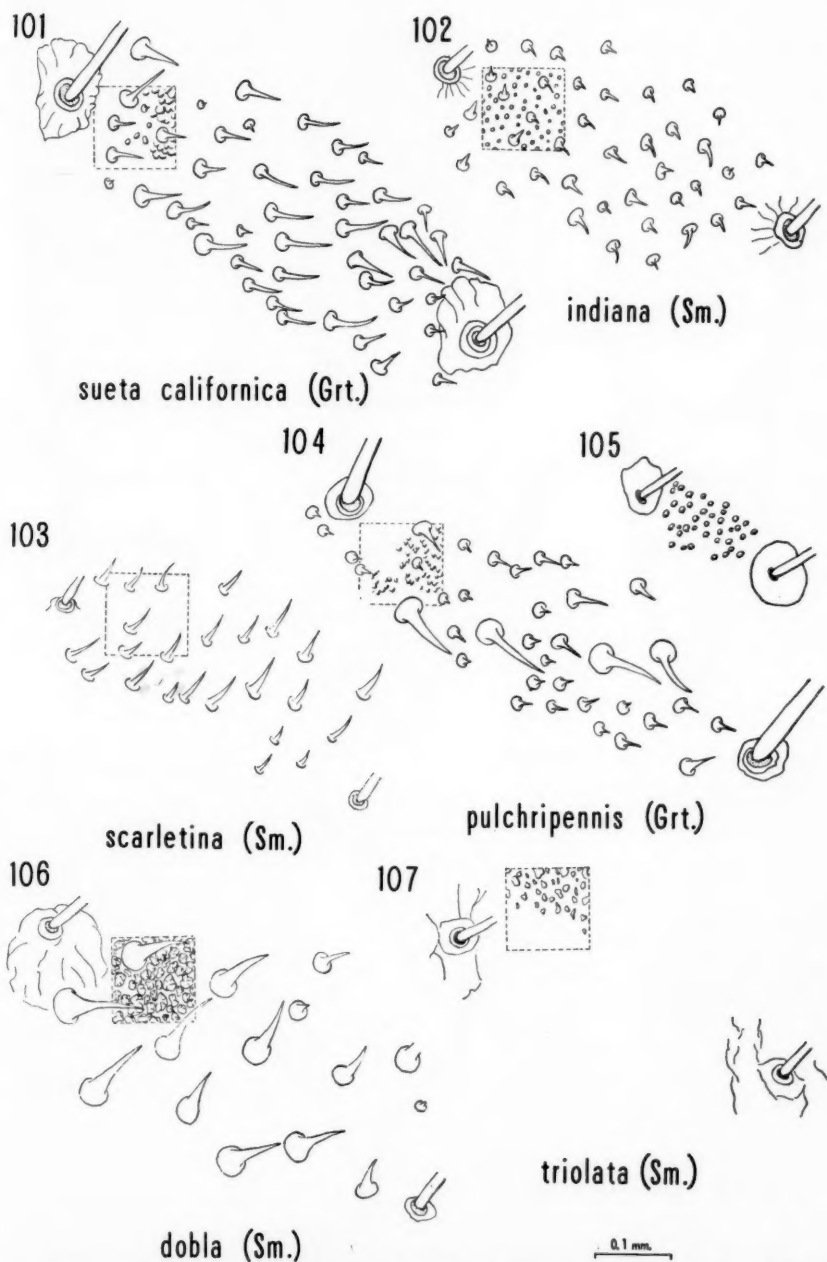 101
102
indiana (Sm.)
sueta californica (Grt.)
104
105
103
scarletina (Sm.)
pulchripennis (Grt.)
106
107
triolata (Sm.)
dobla (Sm.)
0.1 mm.